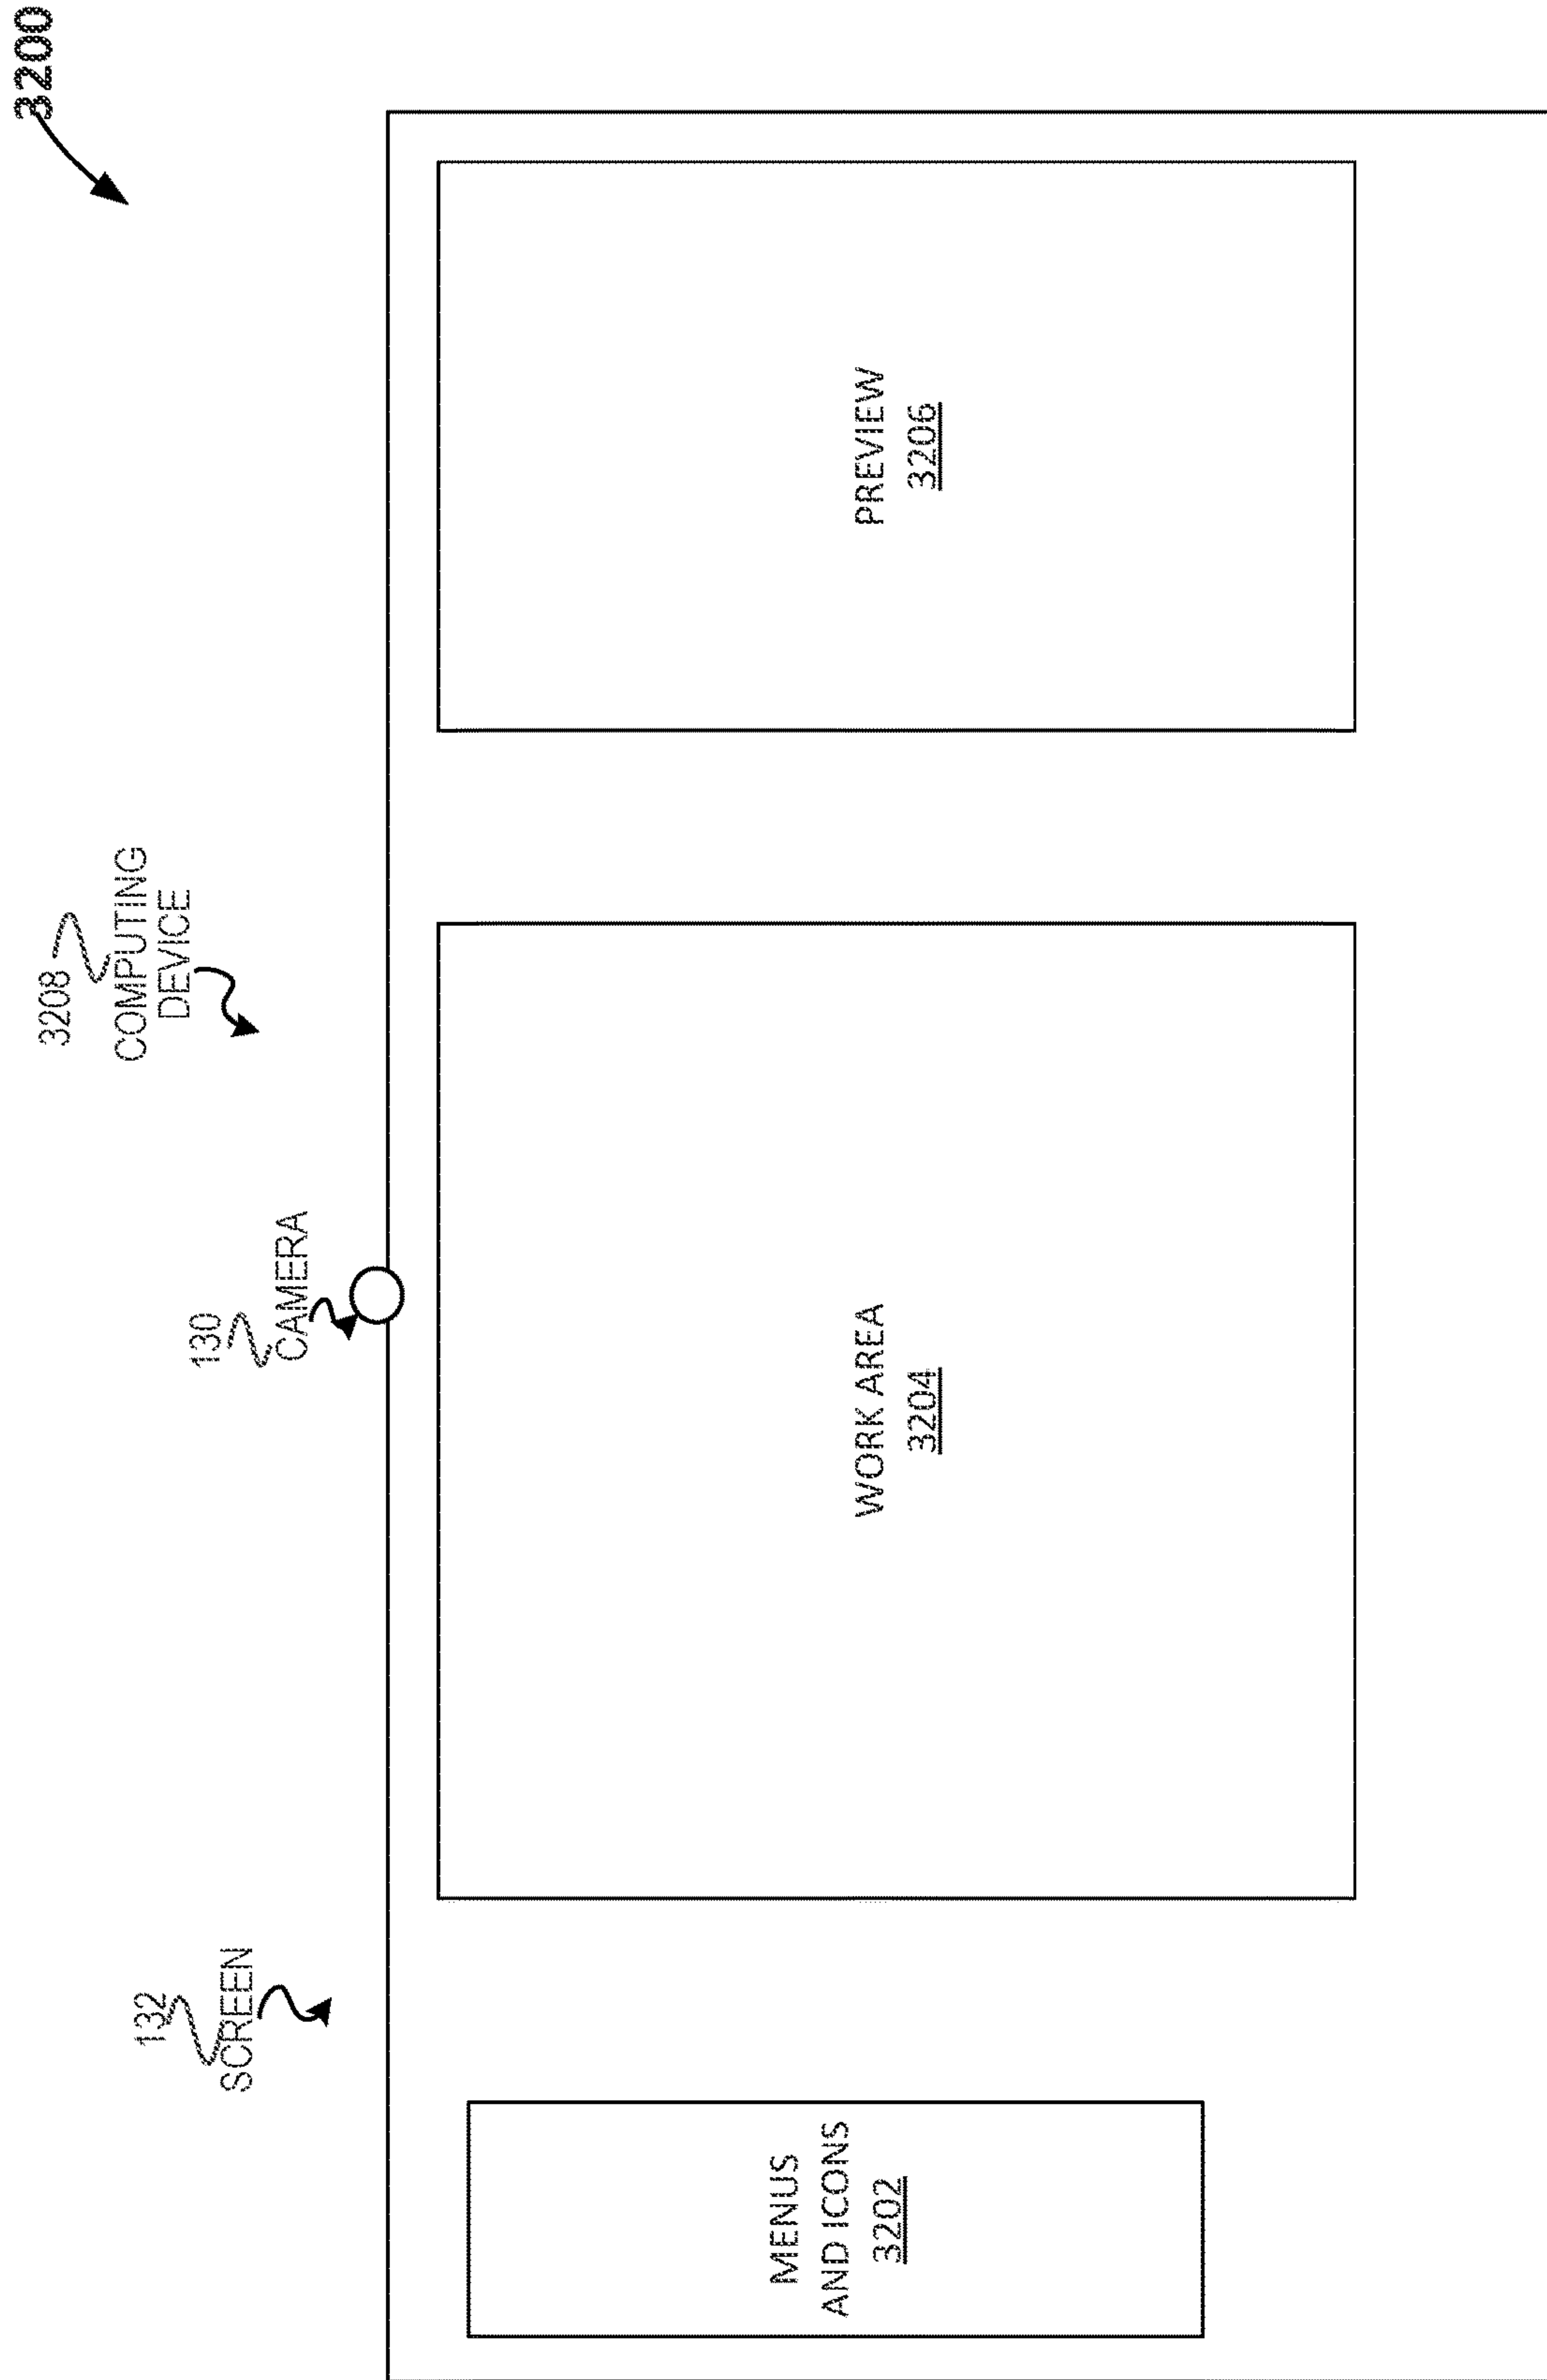 3200
3208
COMPUTING
DEVICE
130
CAMERA
132
SCREEN
MENUS
AND ICONS
3202
WORK AREA
3204
PREVIEW
3206